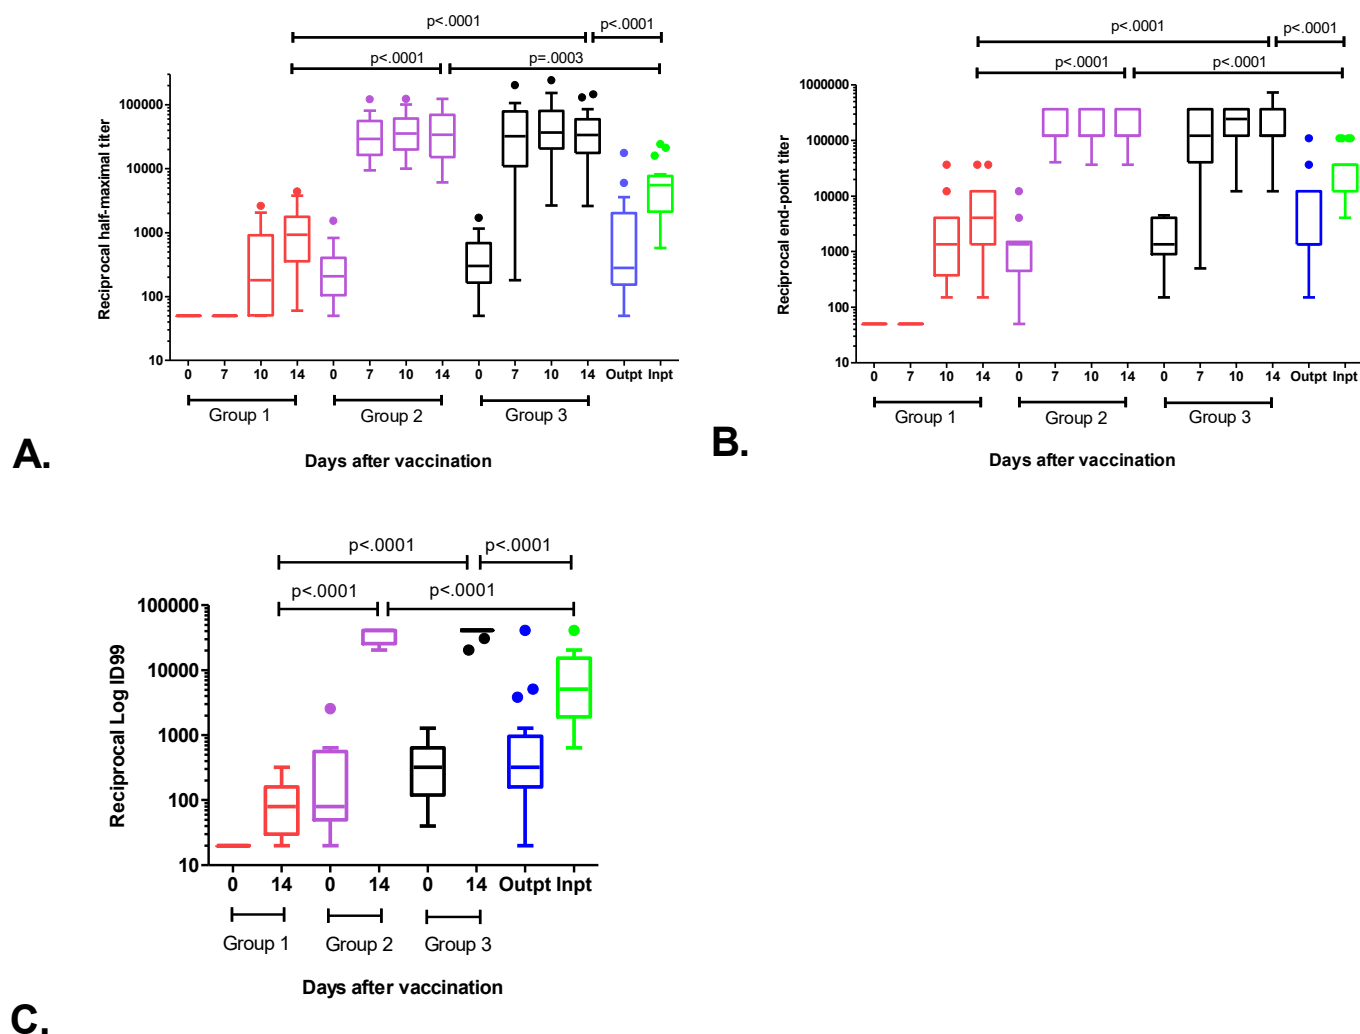 p<.0001 p<.0001
p<.0001 p=.0003
Reciprocal half-maximal titer
100000
10000
1000
100
10
0 7 10 14 0 7 10 14 0 7 10 14 Outpt Inpt
Group 1 Group 2 Group 3
Days after vaccination
A.
p<.0001 p<.0001
p<.0001 p<.0001
Reciprocal end-point titer
1000000
100000
10000
1000
100
10
0 7 10 14 0 7 10 14 0 7 10 14 Outpt Inpt
Group 1 Group 2 Group 3
Days after vaccination
B.
p<.0001 p<.0001
p<.0001 p<.0001
Reciprocal Log ID99
100000
10000
1000
100
10
0 14 0 14 0 14 Outpt Inpt
Group 1 Group 2 Group 3
Days after vaccination
C.